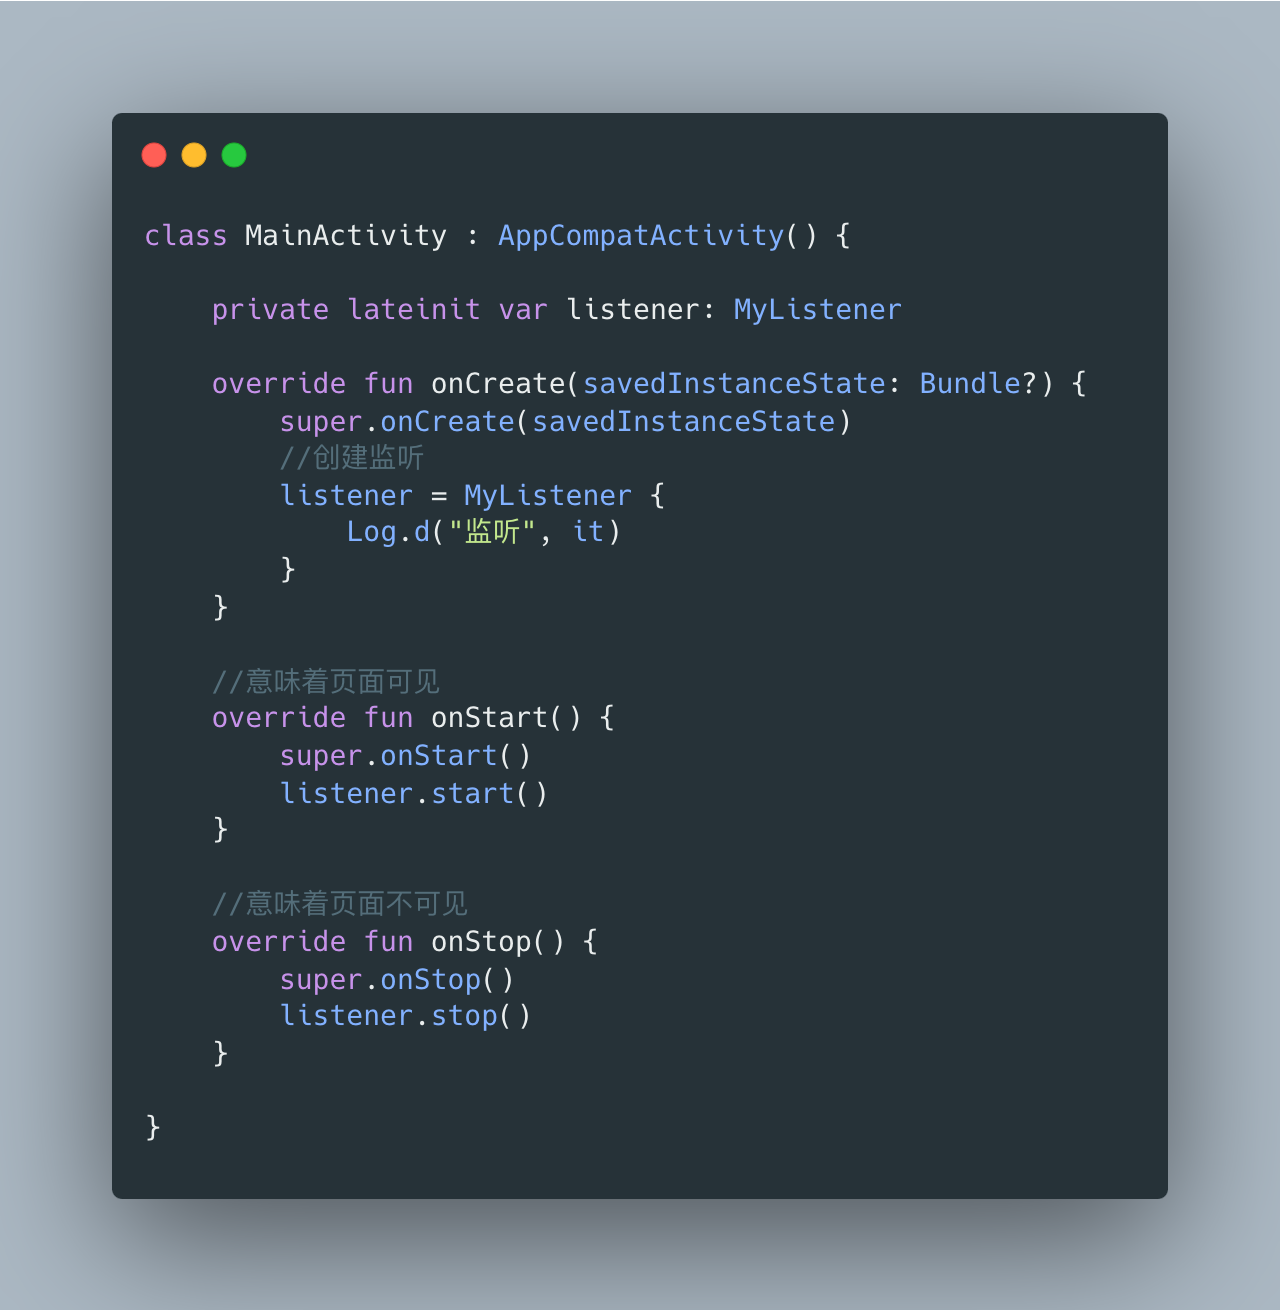 class MainActivity : AppCompatActivity() {
    private lateinit var listener: MyListener
    override fun onCreate(savedInstanceState: Bundle?) {
        super.onCreate(savedInstanceState)
        //创建监听
        listener = MyListener {
            Log.d("监听", it)
        }
    }
    //意味着页面可见
    override fun onStart() {
        super.onStart()
        listener.start()
    }
    //意味着页面不可见
    override fun onStop() {
        super.onStop()
        listener.stop()
    }
}